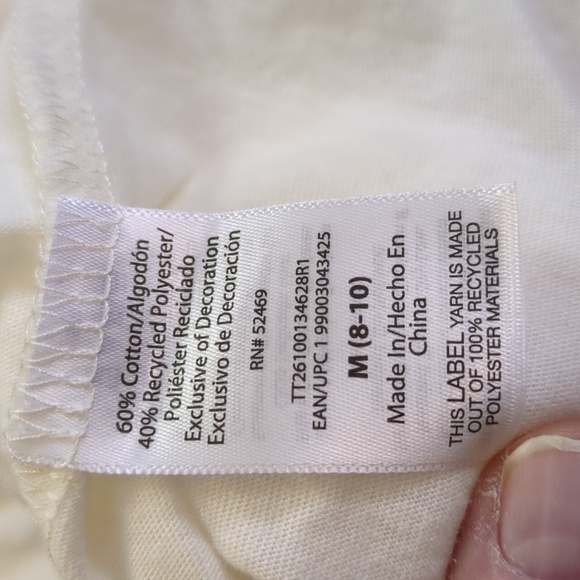 60% Cotton/Algodón
40% Recycled Polyester/
Poliéster Reciclado
Exclusive of Decoration
Exclusivo de Decoración
RN# 52469
TT26100134628R1
EAN/UPC 1 99003043425
M (8-10)
Made In/Hecho En
China
THIS LABEL YARN IS MADE
OUT OF 100% RECYCLED
POLYESTER MATERIALS